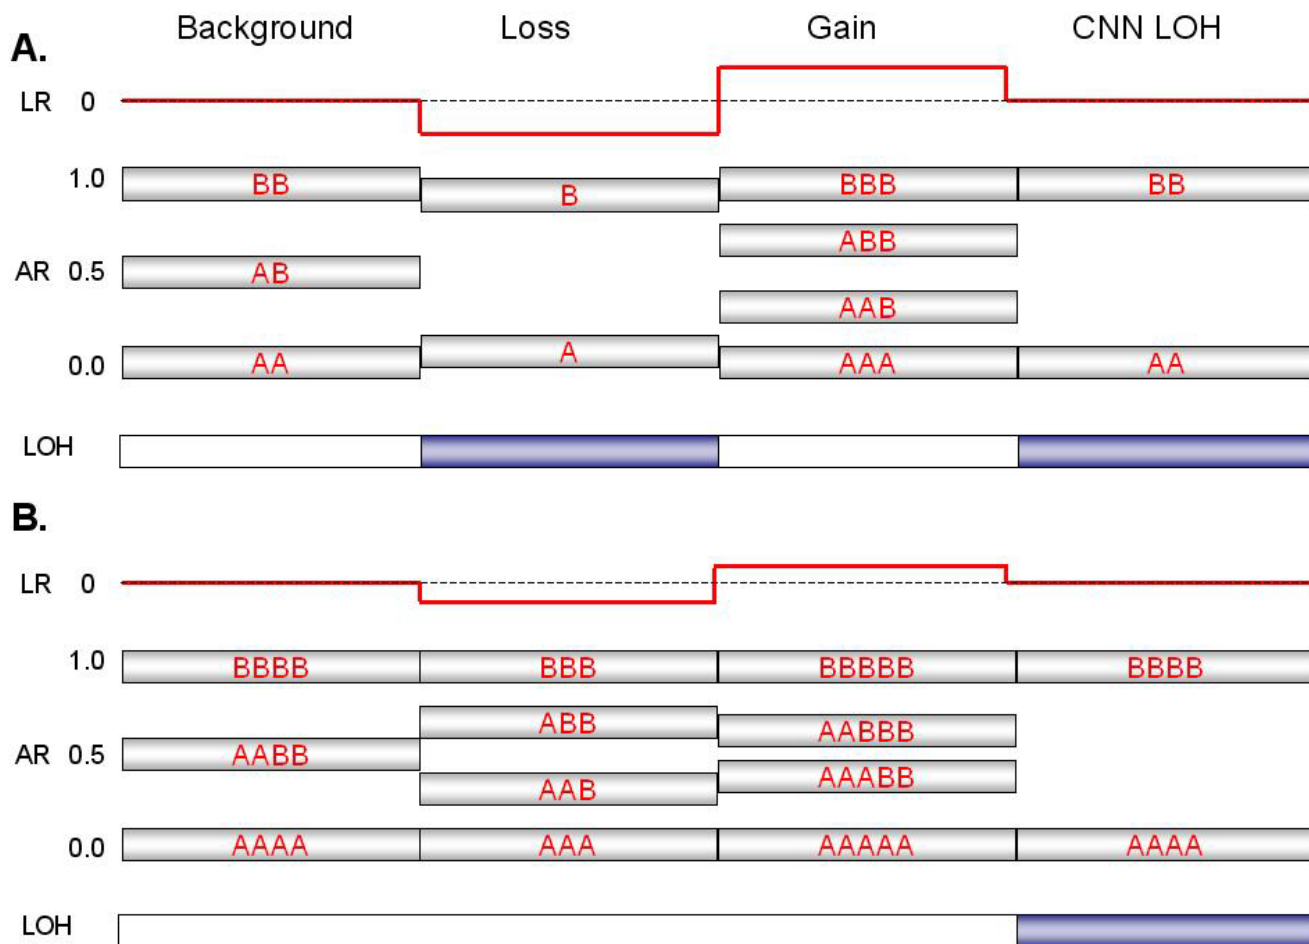 Background Loss Gain CNN LOH
A.
LR 0
1.0 BB B BBB BB
ABB
AR 0.5 AB
AAB
0.0 AA A AAA AA
LOH
B.
LR 0
1.0 BBBB BBB BBBBB BBBB
ABB AABBB
AR 0.5 AABB
AAB AAABB
0.0 AAAA AAA AAAAA AAAA
LOH